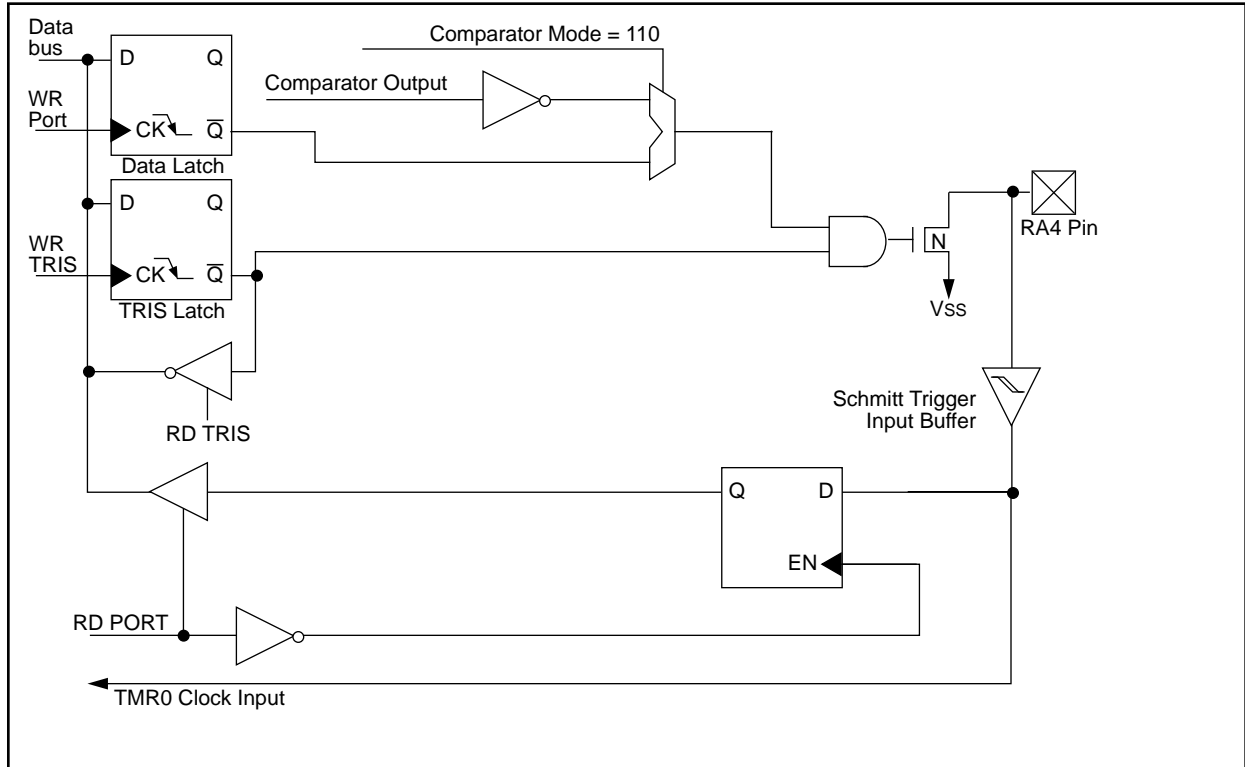 Data
bus
D
Q
WR
Port
CK
Q
Data Latch
Comparator Mode = 110
Comparator Output
D
Q
WR
TRIS
CK
Q
TRIS Latch
RD TRIS
N
RA4 Pin
VSS
Schmitt Trigger
Input Buffer
Q
D
EN
RD PORT
TMR0 Clock Input